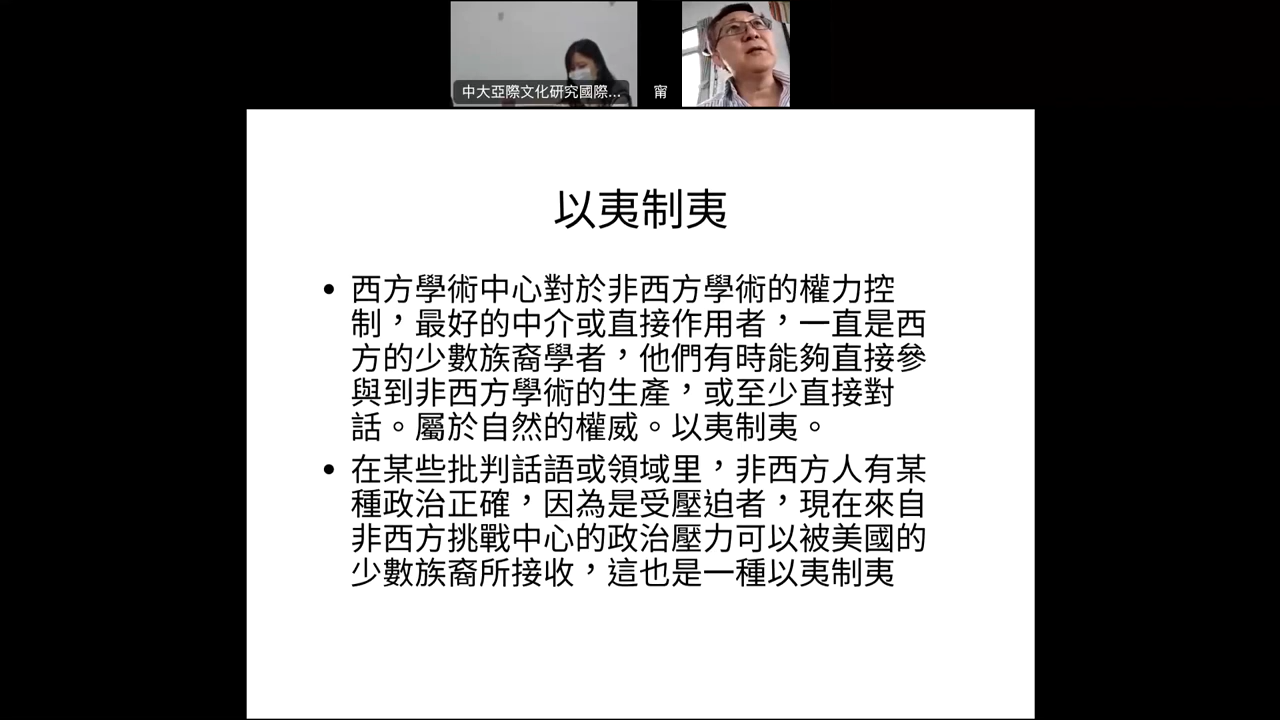 中大亞際文化研究國際...
甯
以夷制夷
• 西方學術中心對於非西方學術的權力控
制，最好的中介或直接作用者，一直是西
方的少數族裔學者，他們有時能夠直接參
與到非西方學術的生產，或至少直接對
話。屬於自然的權威。以夷制夷。
• 在某些批判話語或領域里，非西方人有某
種政治正確，因為是受壓迫者，現在來自
非西方挑戰中心的政治壓力可以被美國的
少數族裔所接收，這也是一種以夷制夷